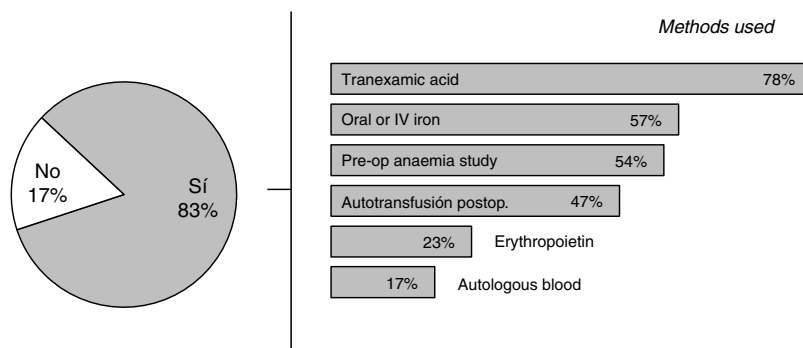 Methods used
No
17%
Sí
83%
Tranexamic acid 78%
Oral or IV iron 57%
Pre-op anaemia study 54%
Autotransfusión postop. 47%
23% Erythropoietin
17% Autologous blood